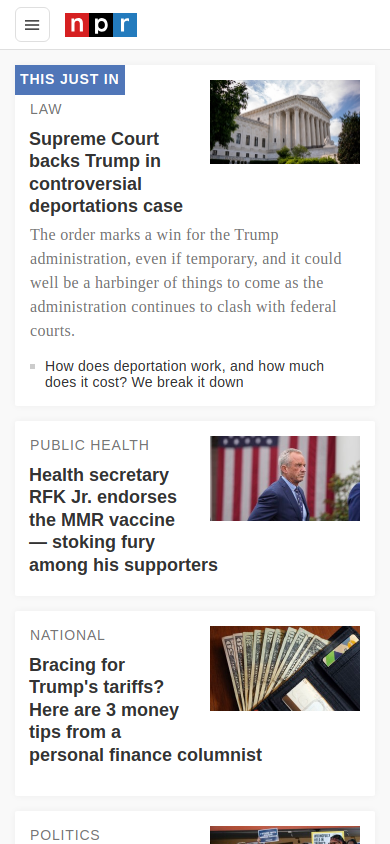 npr
THIS JUST IN
LAW
Supreme Court
backs Trump in
controversial
deportations case
The order marks a win for the Trump
administration, even if temporary, and it could
well be a harbinger of things to come as the
administration continues to clash with federal
courts.
How does deportation work, and how much
does it cost? We break it down
PUBLIC HEALTH
Health secretary
RFK Jr. endorses
the MMR vaccine
— stoking fury
among his supporters
NATIONAL
Bracing for
Trump's tariffs?
Here are 3 money
tips from a
personal finance columnist
POLITICS